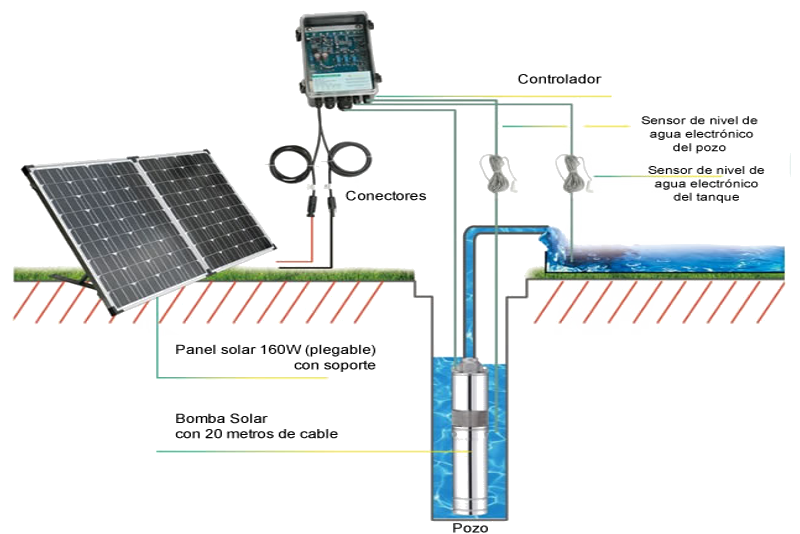 Controlador
Sensor de nivel de
agua electrónico
del pozo
Sensor de nivel de
agua electrónico
del tanque
Conectores
Panel solar 160W (plegable)
con soporte
Bomba Solar
con 20 metros de cable
Pozo